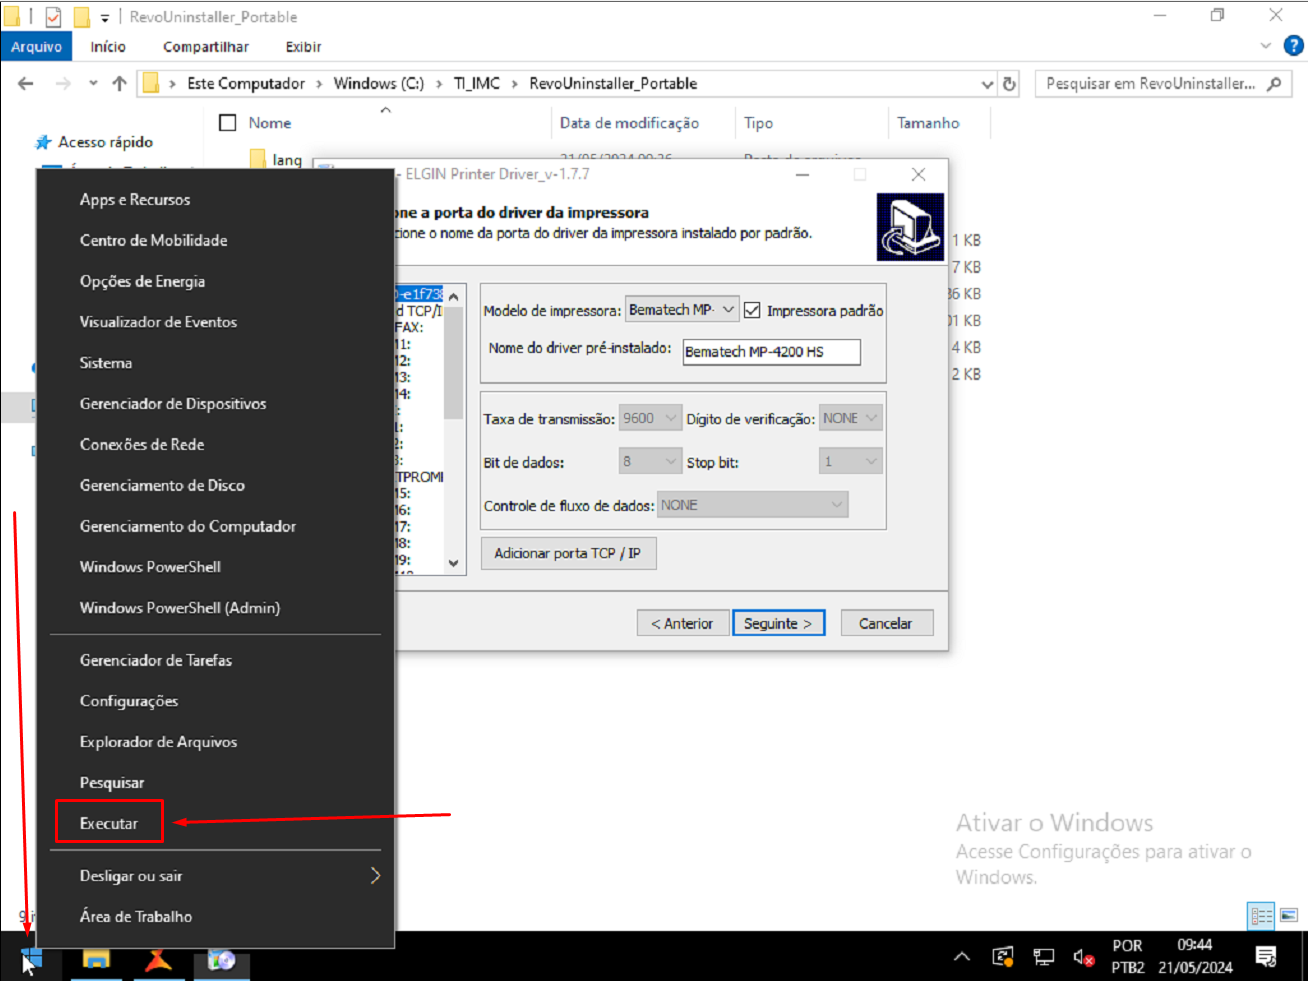 RevoUninstaller_Portable
Arquivo Início Compartilhar Exibir
Este Computador > Windows (C:) > TI_IMC > RevoUninstaller_Portable
Pesquisar em RevoUninstaller...
Nome Data de modificação Tipo Tamanho
Acesso rápido
lang
- ELGIN Printer Driver_v-1.7.7
one a porta do driver da impressora
cione o nome da porta do driver da impressora instalado por padrão.
1 KB
7 KB
36 KB
01 KB
4 KB
2 KB
Apps e Recursos
Centro de Mobilidade
Opções de Energia
Visualizador de Eventos
Sistema
Gerenciador de Dispositivos
Conexões de Rede
Gerenciamento de Disco
Gerenciamento do Computador
Windows PowerShell
Windows PowerShell (Admin)
Gerenciador de Tarefas
Configurações
Explorador de Arquivos
Pesquisar
Executar
Desligar ou sair
Área de Trabalho
-e1f738
d TCP/I
FAX:
11:
12:
13:
14:
:
1:
2:
3:
TPROMI
15:
16:
17:
18:
19:
Modelo de impressora: Bematech MP- Impressora padrão
Nome do driver pré-instalado: Bematech MP-4200 HS
Taxa de transmissão: 9600 Dígito de verificação: NONE
Bit de dados: 8 Stop bit: 1
Controle de fluxo de dados: NONE
Adicionar porta TCP / IP
< Anterior Seguinte > Cancelar
Ativar o Windows
Acesse Configurações para ativar o
Windows.
POR 09:44
PTB2 21/05/2024